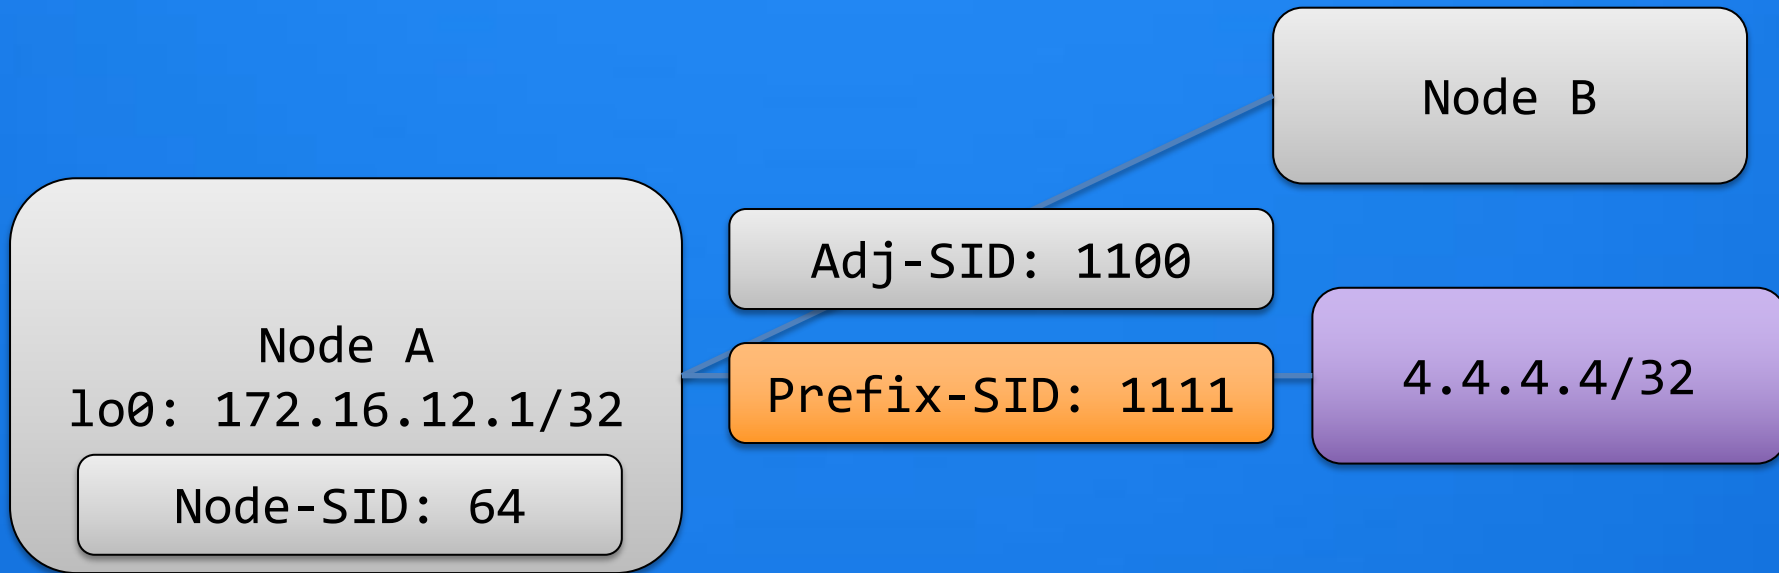 Node B
Adj-SID: 1100
Node A
lo0: 172.16.12.1/32
Prefix-SID: 1111
4.4.4.4/32
Node-SID: 64